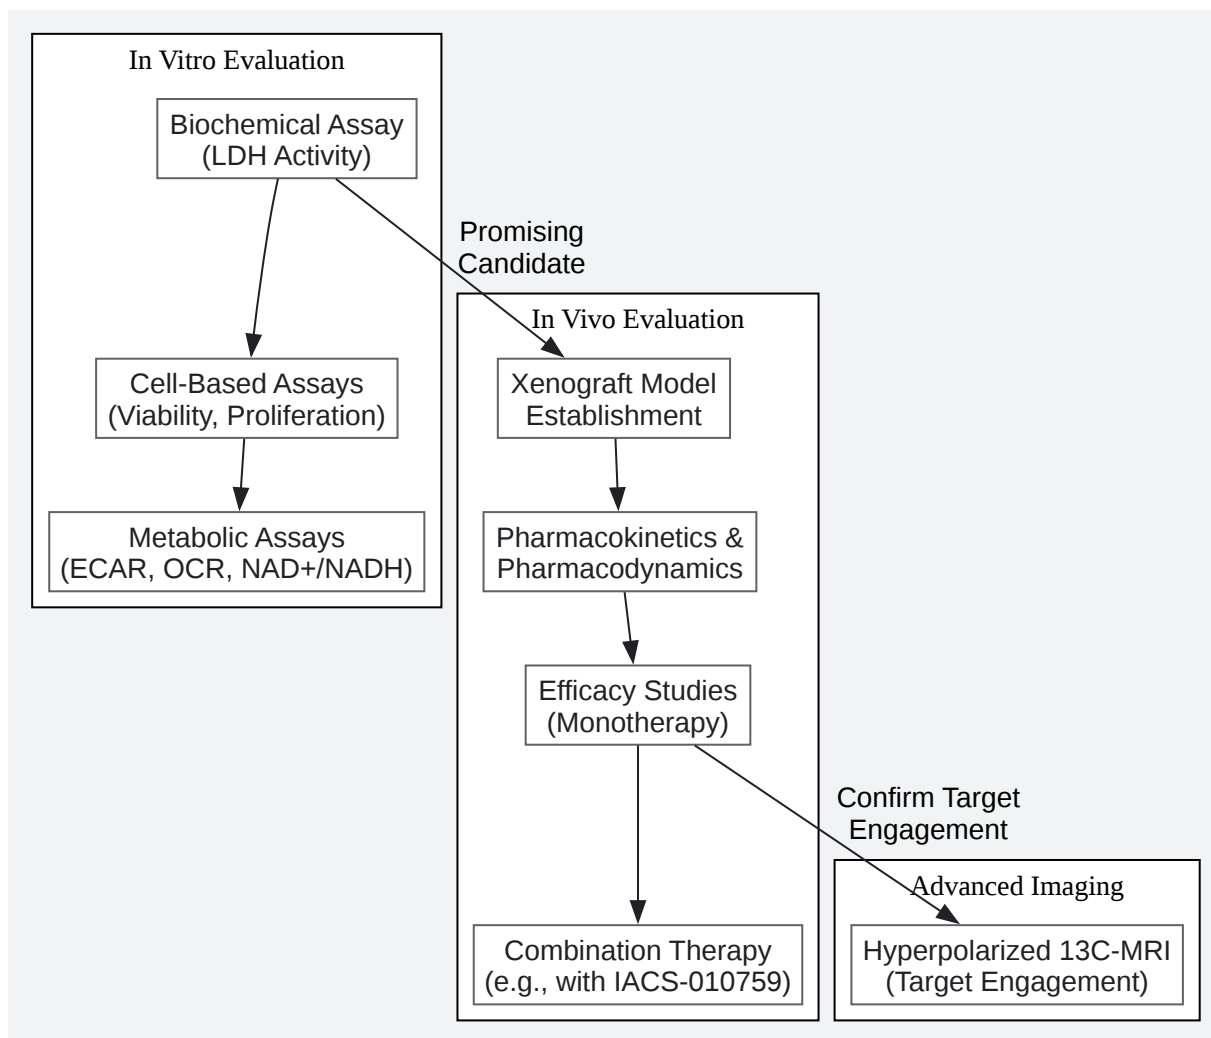 In Vitro Evaluation
Biochemical Assay
(LDH Activity)
Promising
Candidate
In Vivo Evaluation
Cell-Based Assays
(Viability, Proliferation)
Xenograft Model
Establishment
Metabolic Assays
(ECAR, OCR, NAD+/NADH)
Pharmacokinetics &
Pharmacodynamics
Efficacy Studies
(Monotherapy)
Confirm Target
Engagement
Advanced Imaging
Combination Therapy
(e.g., with IACS-010759)
Hyperpolarized 13C-MRI
(Target Engagement)